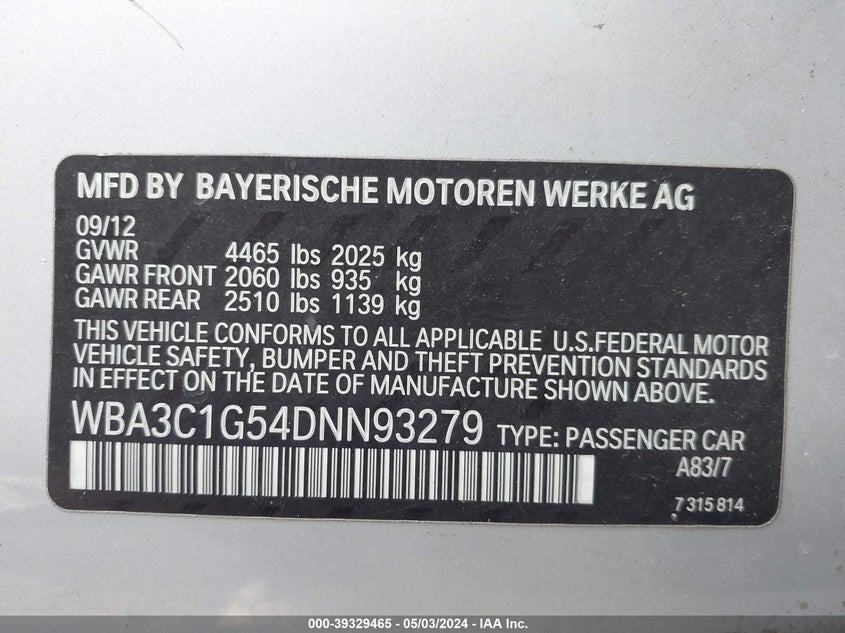 MFD BY BAYERISCHE MOTOREN WERKE AG
09/12
GVWR 4465 lbs 2025 kg
GAWR FRONT 2060 lbs 935 kg
GAWR REAR 2510 lbs 1139 kg
THIS VEHICLE CONFORMS TO ALL APPLICABLE U.S.FEDERAL MOTOR
VEHICLE SAFETY, BUMPER AND THEFT PREVENTION STANDARDS
IN EFFECT ON THE DATE OF MANUFACTURE SHOWN ABOVE.
WBA3C1G54DNN93279 TYPE: PASSENGER CAR
A83/7
7 315 814
000-39329465 - 05/03/2024 - IAA Inc.